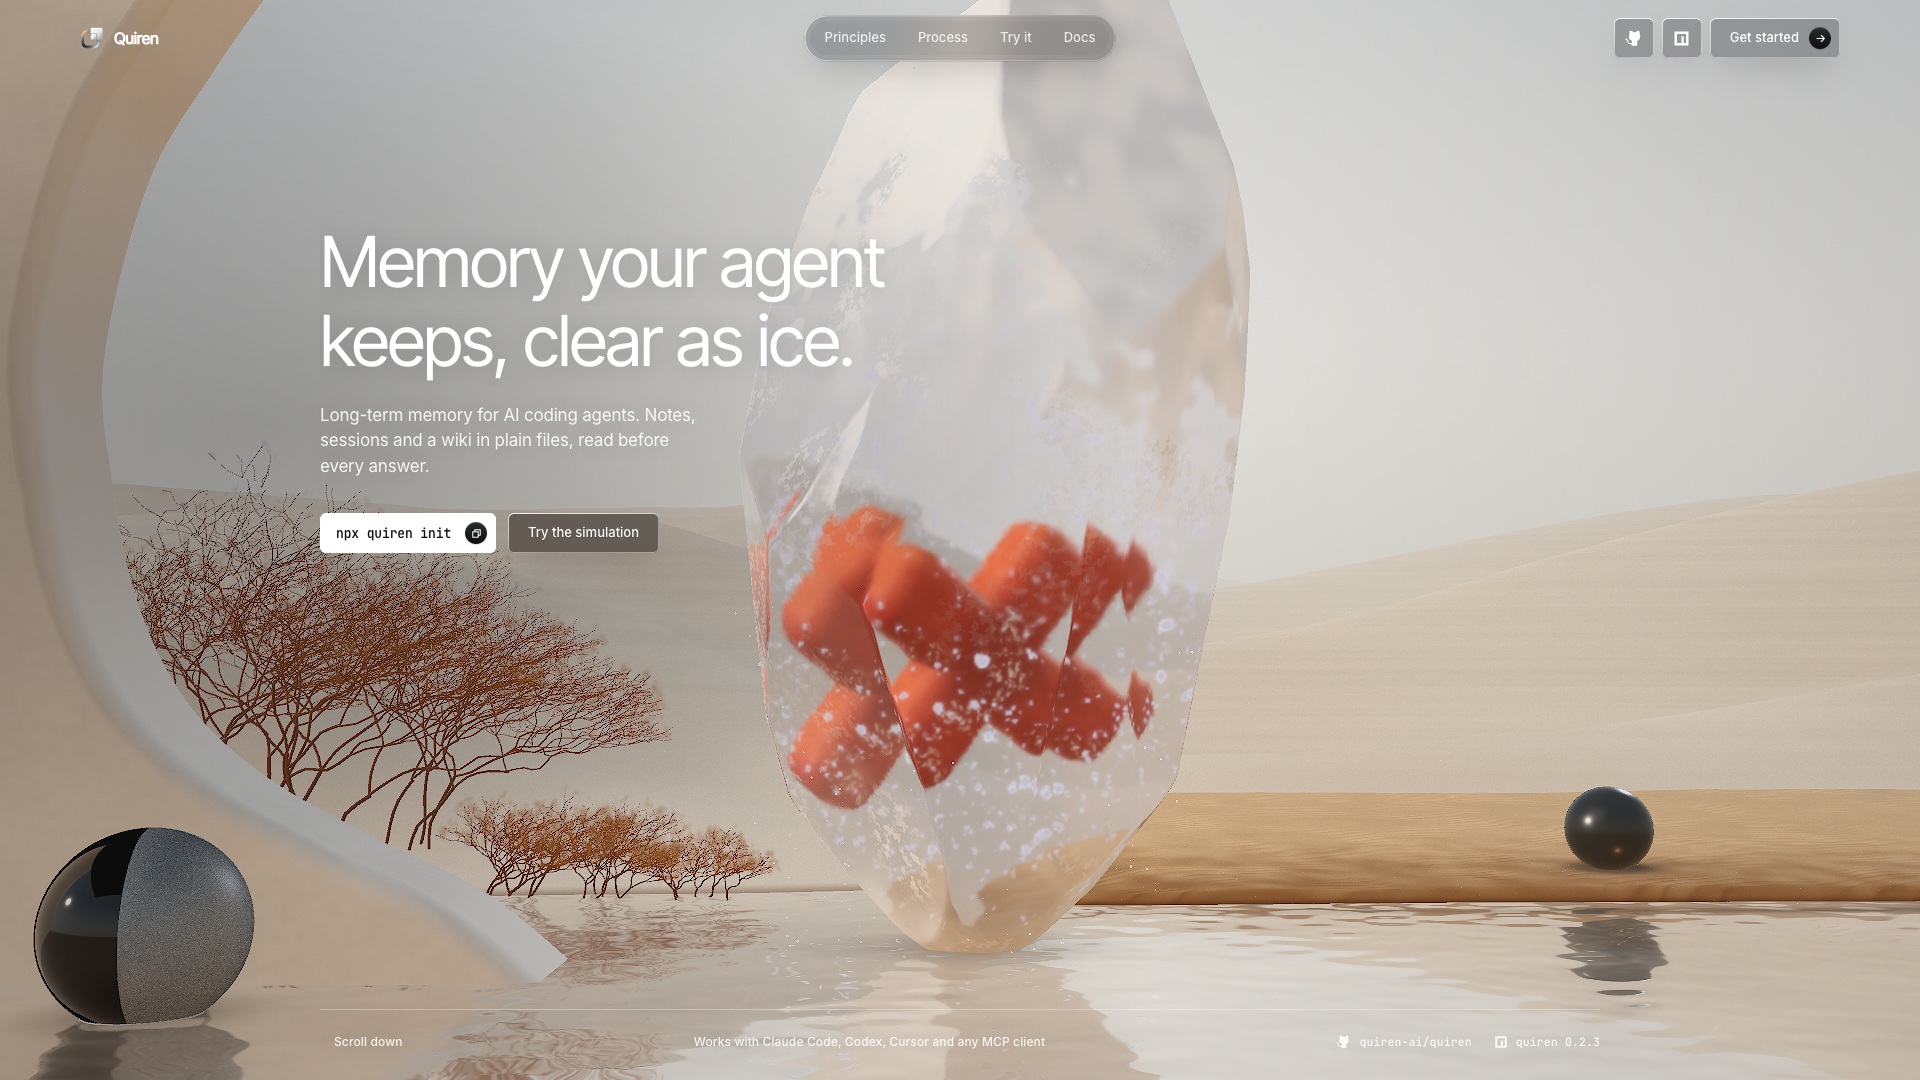 Quiren
Principles Process Try it Docs
Get started
Memory your agent
keeps, clear as ice.
Long-term memory for AI coding agents. Notes,
sessions and a wiki in plain files, read before
every answer.
npx quiren init
Try the simulation
Scroll down
Works with Claude Code, Codex, Cursor and any MCP client
quiren-ai/quiren
quiren 0.2.3